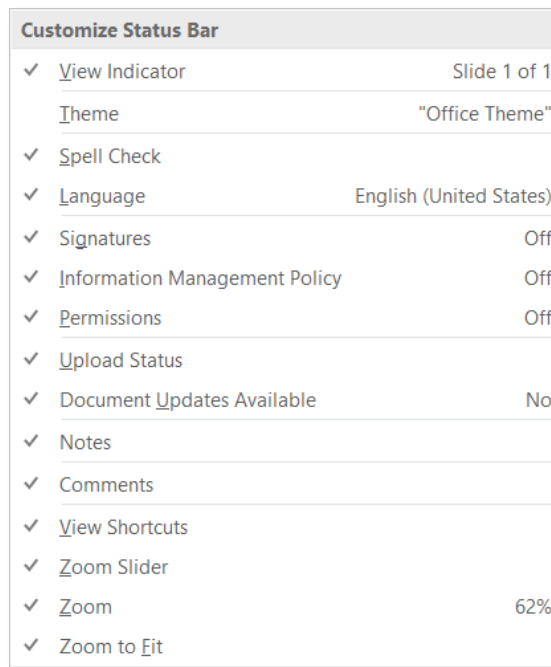 Customize Status Bar
View Indicator Slide 1 of 1
Theme "Office Theme"
Spell Check
Language English (United States)
Signatures Off
Information Management Policy Off
Permissions Off
Upload Status
Document Updates Available No
Notes
Comments
View Shortcuts
Zoom Slider
Zoom 62%
Zoom to Fit